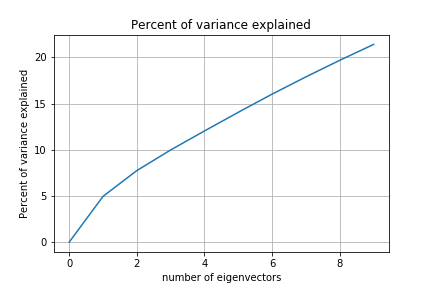 Percent of variance explained
Percent of variance explained
20
15
10
5
0
0 2 4 6 8
number of eigenvectors